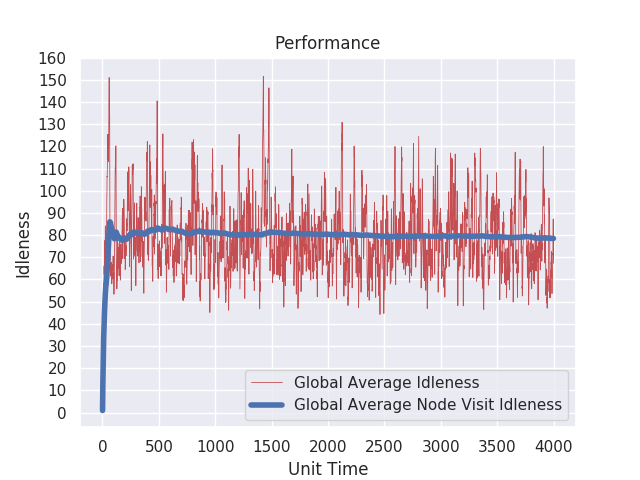 Performance
160
150
140
130
120
110
100
90
80
70
60
50
40
30
20
10
0
Idleness
Global Average Idleness
Global Average Node Visit Idleness
0 500 1000 1500 2000 2500 3000 3500 4000
Unit Time